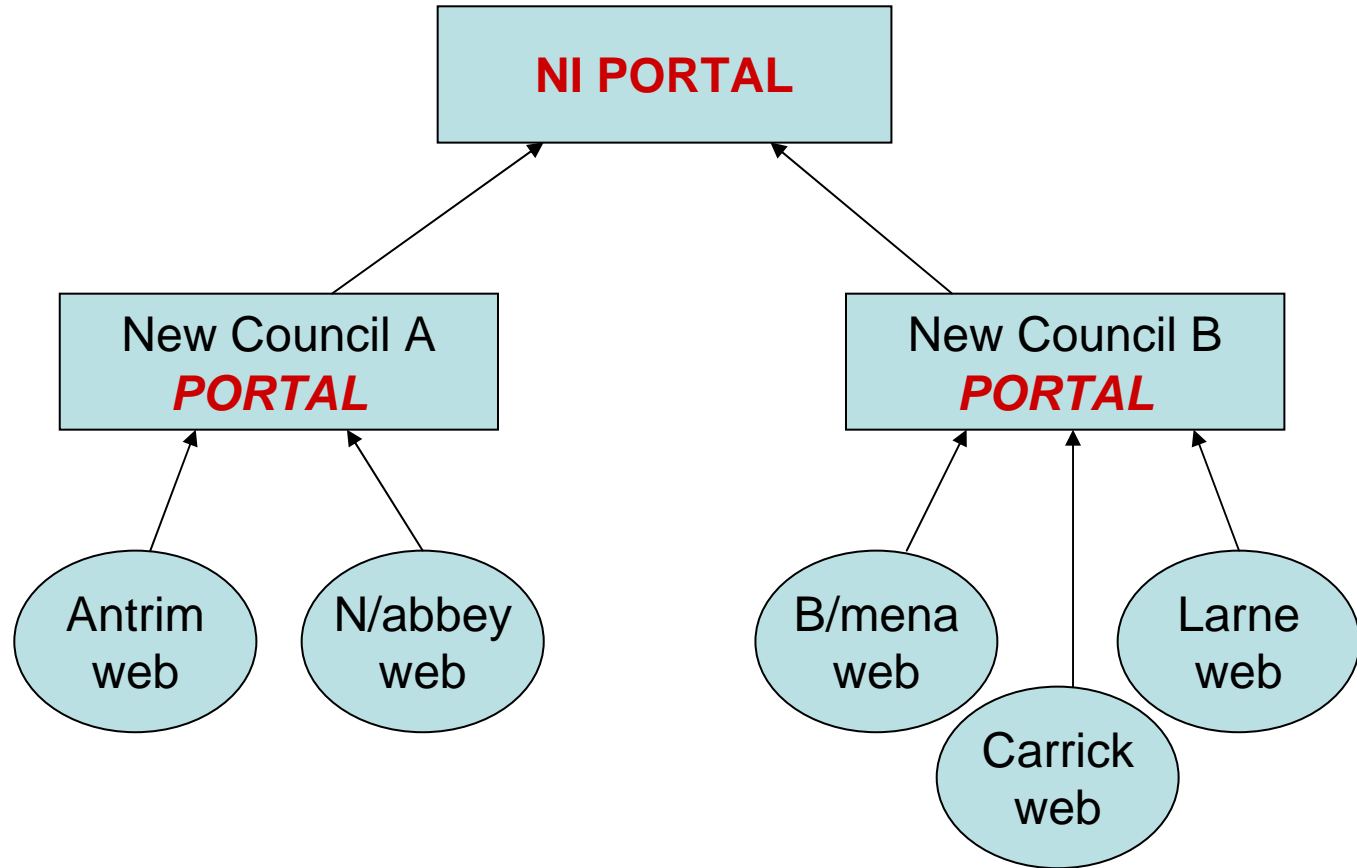 NI PORTAL
New Council A
PORTAL
New Council B
PORTAL
Antrim
web
N/abbey
web
B/mena
web
Carrick
web
Larne
web